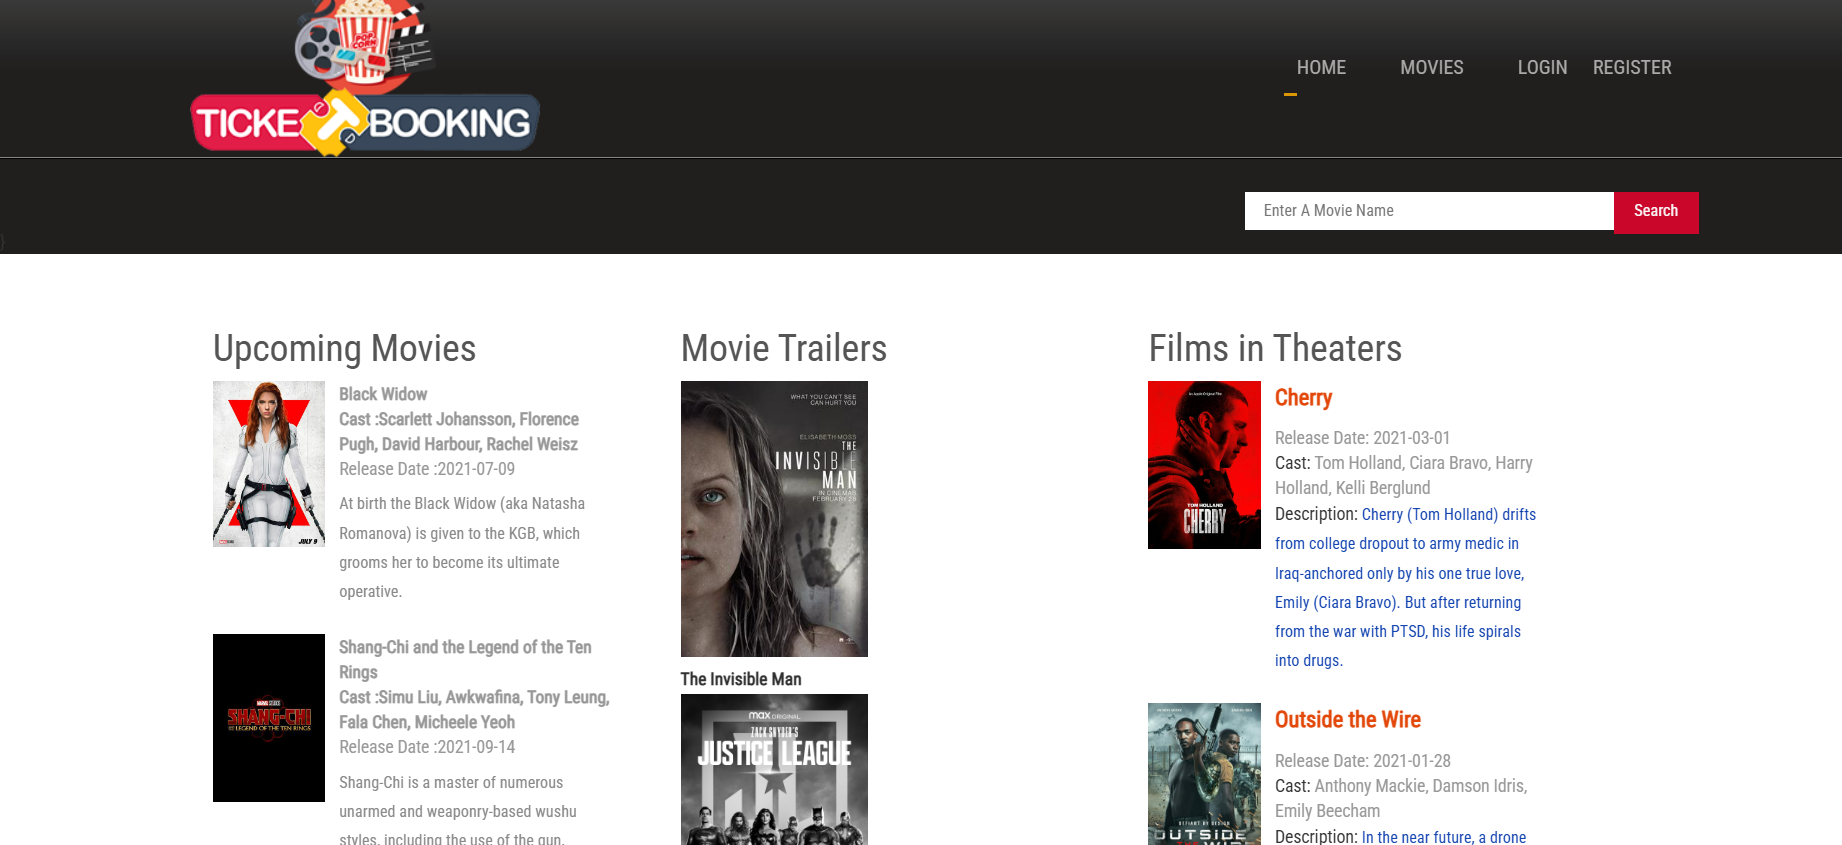 POP
CORN
TICKE T BOOKING
HOME MOVIES LOGIN REGISTER
Enter A Movie Name Search
}
Upcoming Movies
JULY 9
Black Widow
Cast :Scarlett Johansson, Florence
Pugh, David Harbour, Rachel Weisz
Release Date :2021-07-09
At birth the Black Widow (aka Natasha
Romanova) is given to the KGB, which
grooms her to become its ultimate
operative.
SHANG-CHI
LEGEND OF THE TEN RINGS
Shang-Chi and the Legend of the Ten
Rings
Cast :Simu Liu, Awkwafina, Tony Leung,
Fala Chen, Micheele Yeoh
Release Date :2021-09-14
Shang-Chi is a master of numerous
unarmed and weaponry-based wushu
styles, including the use of the gun,
Movie Trailers
WHAT YOU CAN'T SEE
CAN HURT YOU
ELISABETH MOSS
THE
INVISIBLE
MAN
IN CINEMAS
FEBRUARY 28
The Invisible Man
max ORIGINAL
ZACK SNYDER'S
JUSTICE LEAGUE
Films in Theaters
TOM HOLLAND
CHERRY
Cherry
Release Date: 2021-03-01
Cast: Tom Holland, Ciara Bravo, Harry
Holland, Kelli Berglund
Description: Cherry (Tom Holland) drifts
from college dropout to army medic in
Iraq-anchored only by his one true love,
Emily (Ciara Bravo). But after returning
from the war with PTSD, his life spirals
into drugs.
DEFIANT BY DESIGN
OUTSIDE
THE WIRE
Outside the Wire
Release Date: 2021-01-28
Cast: Anthony Mackie, Damson Idris,
Emily Beecham
Description: In the near future, a drone